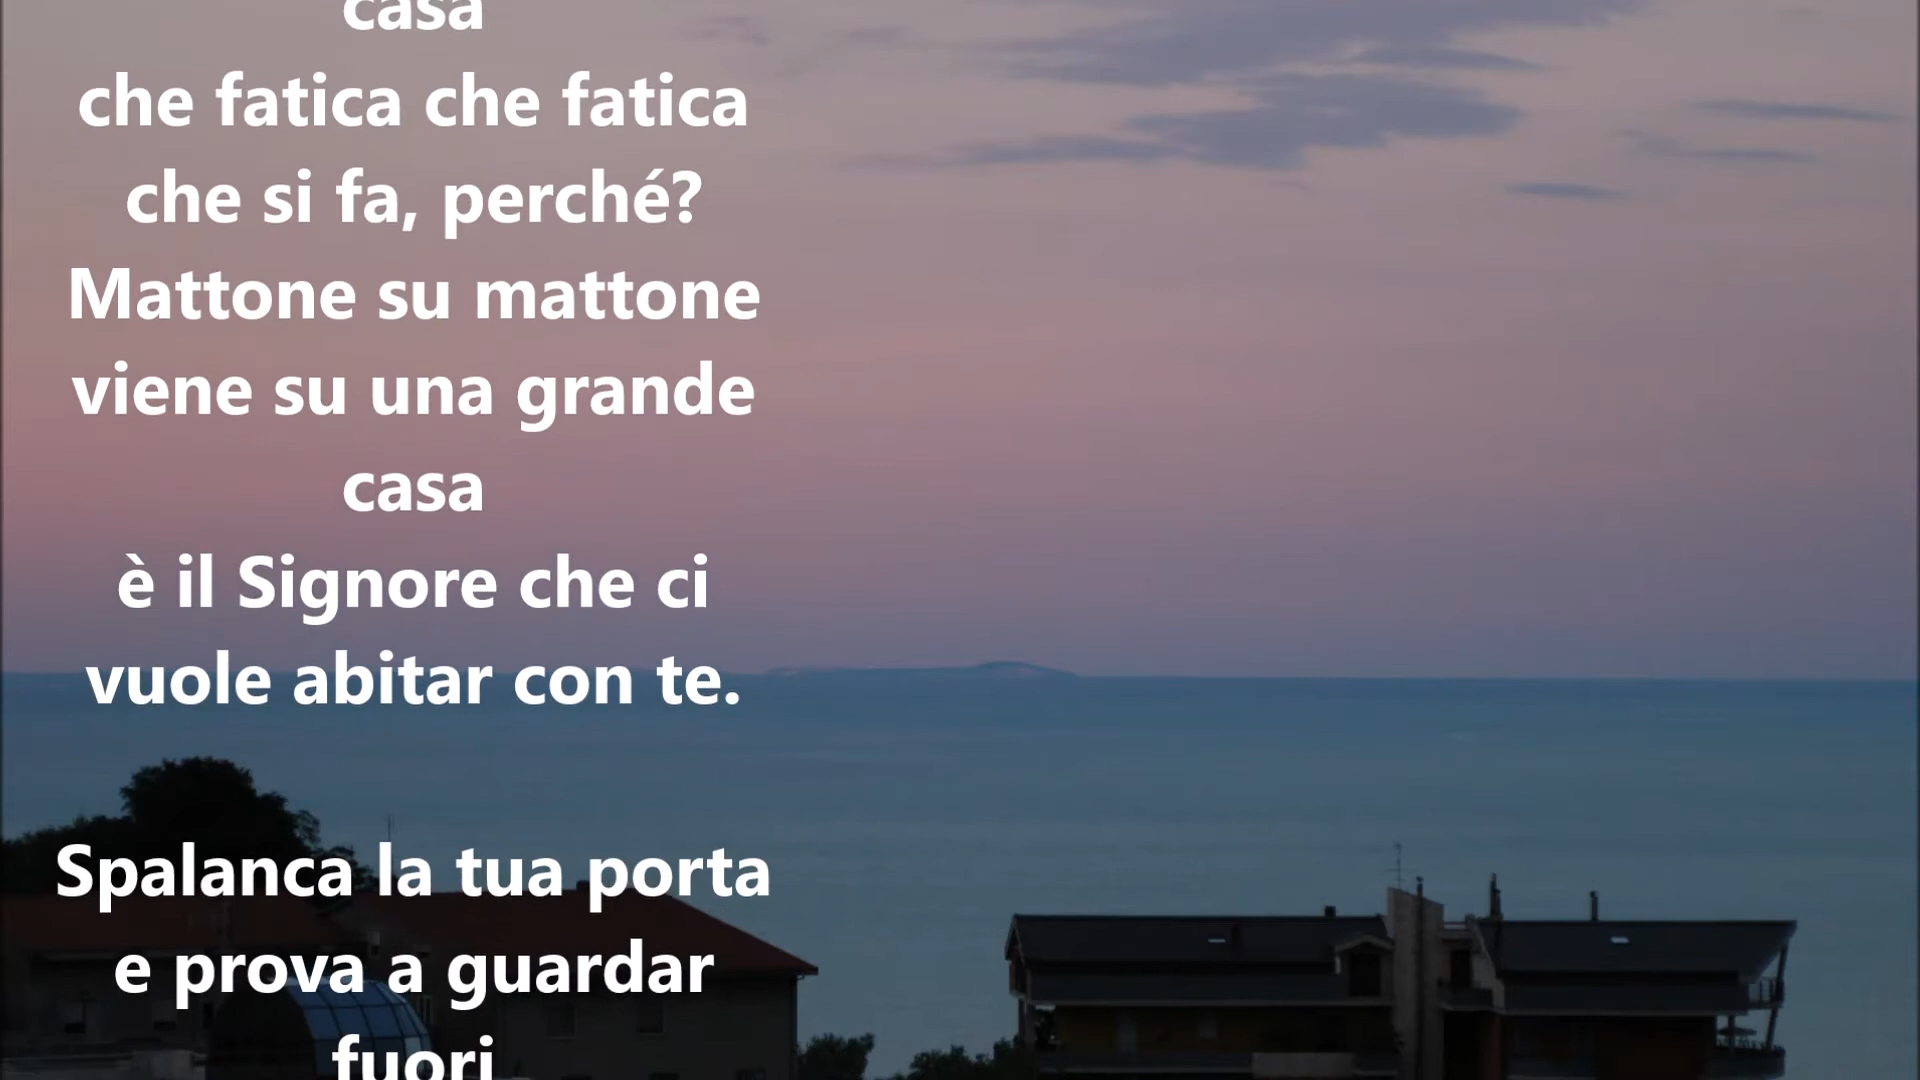 casa
che fatica che fatica
che si fa, perché?
Mattone su mattone
viene su una grande
casa
è il Signore che ci
vuole abitar con te.
Spalanca la tua porta
e prova a guardar
fuori